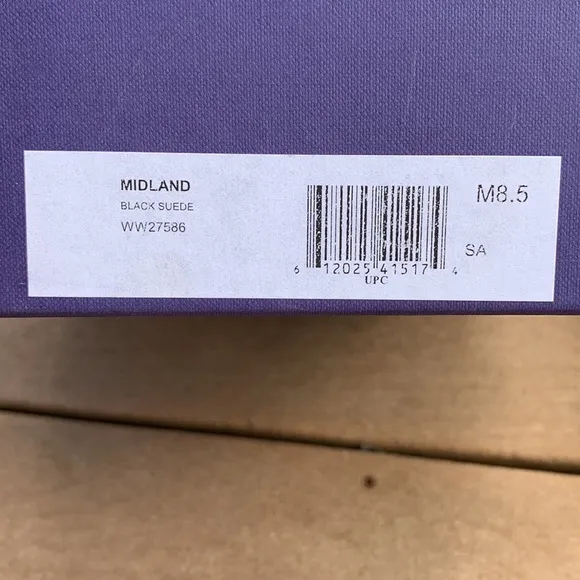 MIDLAND
BLACK SUEDE
WW27586
6 12025 41517 4
UPC
M8.5
SA